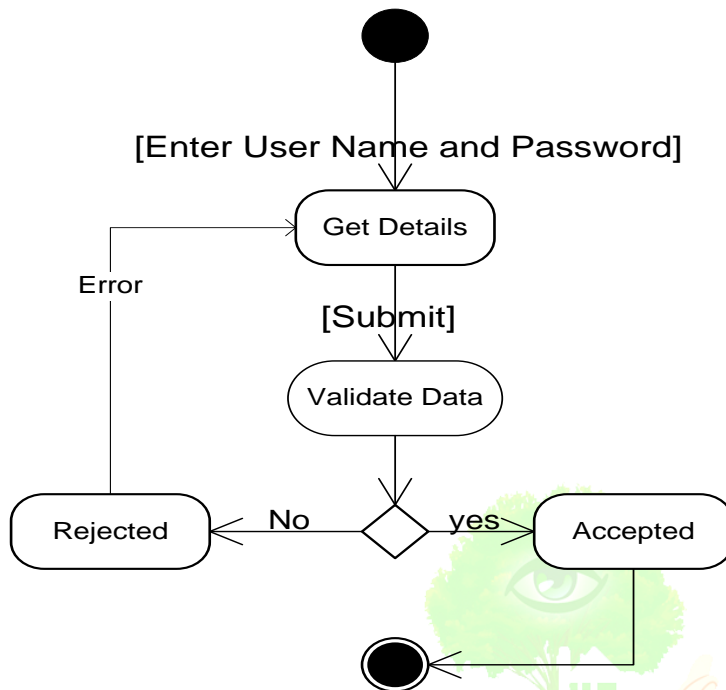 [Enter User Name and Password]
Get Details
Error
[Submit]
Validate Data
No
yes
Rejected
Accepted